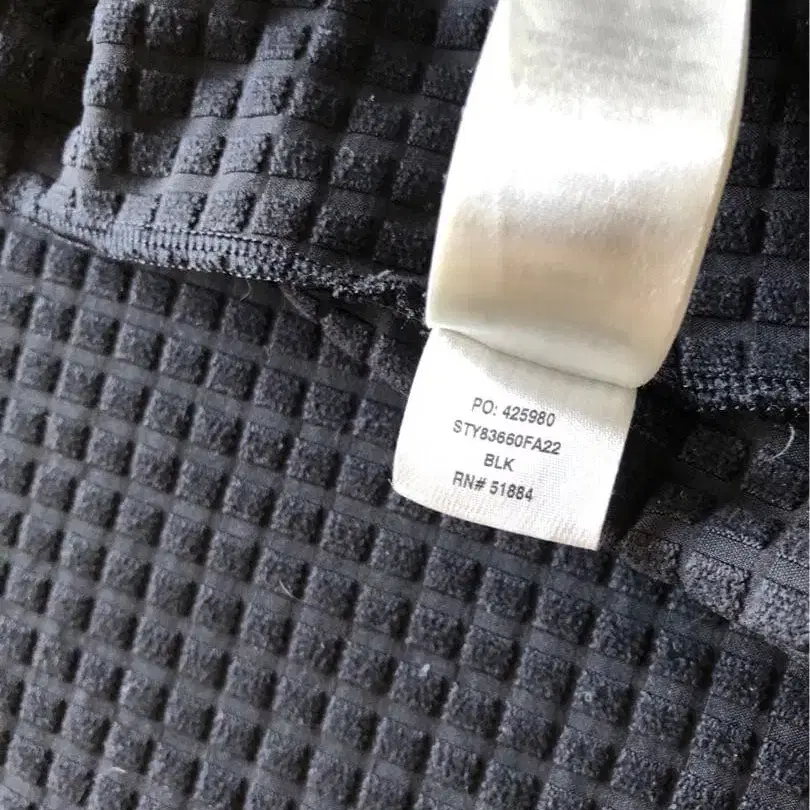 PO: 425980
STY83660FA22
BLK
RN# 51884